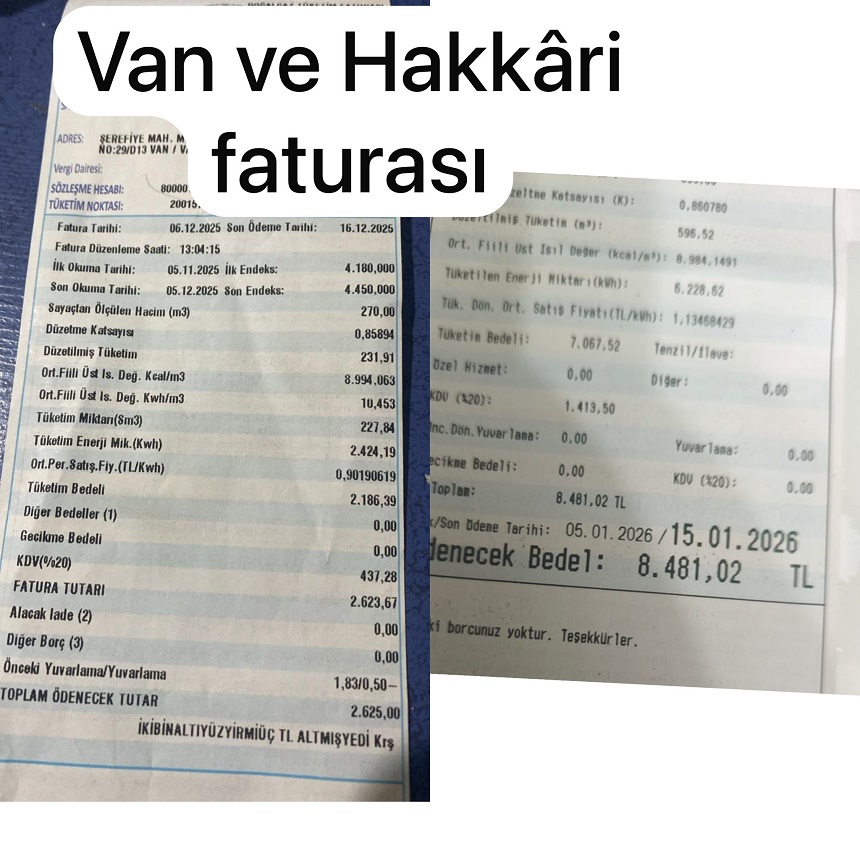 Van ve Hakkâri
faturası
ADRES: ŞEREFİYE MAH. M
NO:29/D13 VAN / V
Vergi Dairesi:
SÖZLEŞME HESABI: 80000
TÜKETİM NOKTASI: 20015
Fatura Tarihi: 06.12.2025 Son Ödeme Tarihi: 16.12.2025
Fatura Düzenleme Saati: 13:04:15
İlk Okuma Tarihi: 05.11.2025 İlk Endeks: 4.180,000
Son Okuma Tarihi: 05.12.2025 Son Endeks: 4.450,000
Sayaçtan Ölçülen Hacim (m3) 270,00
Düzetme Katsayısı 0,85894
Düzetilmiş Tüketim 231,91
Ort.Fiili Üst Is. Değ. Kcal/m3 8.994,063
Ort.Fiili Üst Is. Değ. Kwh/m3 10,453
Tüketim Miktarı(Sm3) 227,84
Tüketim Enerji Mik.(Kwh) 2.424,19
Ort.Per.Satış.Fiy.(TL/Kwh) 0,90190619
Tüketim Bedeli 2.186,39
Diğer Bedeller (1) 0,00
Gecikme Bedeli 0,00
KDV(%20) 437,28
FATURA TUTARI 2.623,67
Alacak Iade (2) 0,00
Diğer Borç (3) 0,00
Önceki Yuvarlama/Yuvarlama 1,83/0,50-
TOPLAM ÖDENECEK TUTAR 2.625,00
İKİBİNALTIYÜZYİRMİÜÇ TL ALTMIŞYEDİ Krş
zeltme Katsayısı (K): 0,860780
Düzeltilmiş Tüketim (m³): 596,52
Ort. Fiili Üst Isıl Değer (kcal/m³): 8.984,1491
Tüketilen Enerji Miktarı(kWh): 6.228,62
Tük. Dön. Ort. Satış Fiyatı(TL/kWh): 1,13468429
Tüketim Bedeli: 7.067,52 Tenzil/İlave:
Özel Hizmet: 0,00 Diğer: 0,00
KDV (%20): 1.413,50
nc.Dön.Yuvarlama: 0.00 Yuvarlama: 0.00
ecikme Bedeli: 0.00 KDV (%20): 0.00
Toplam: 8.481,02 TL
k/Son Ödeme Tarihi: 05.01.2026 / 15.01.2026
denecek Bedel: 8.481,02 TL
ki borcunuz yoktur. Teşekkürler.